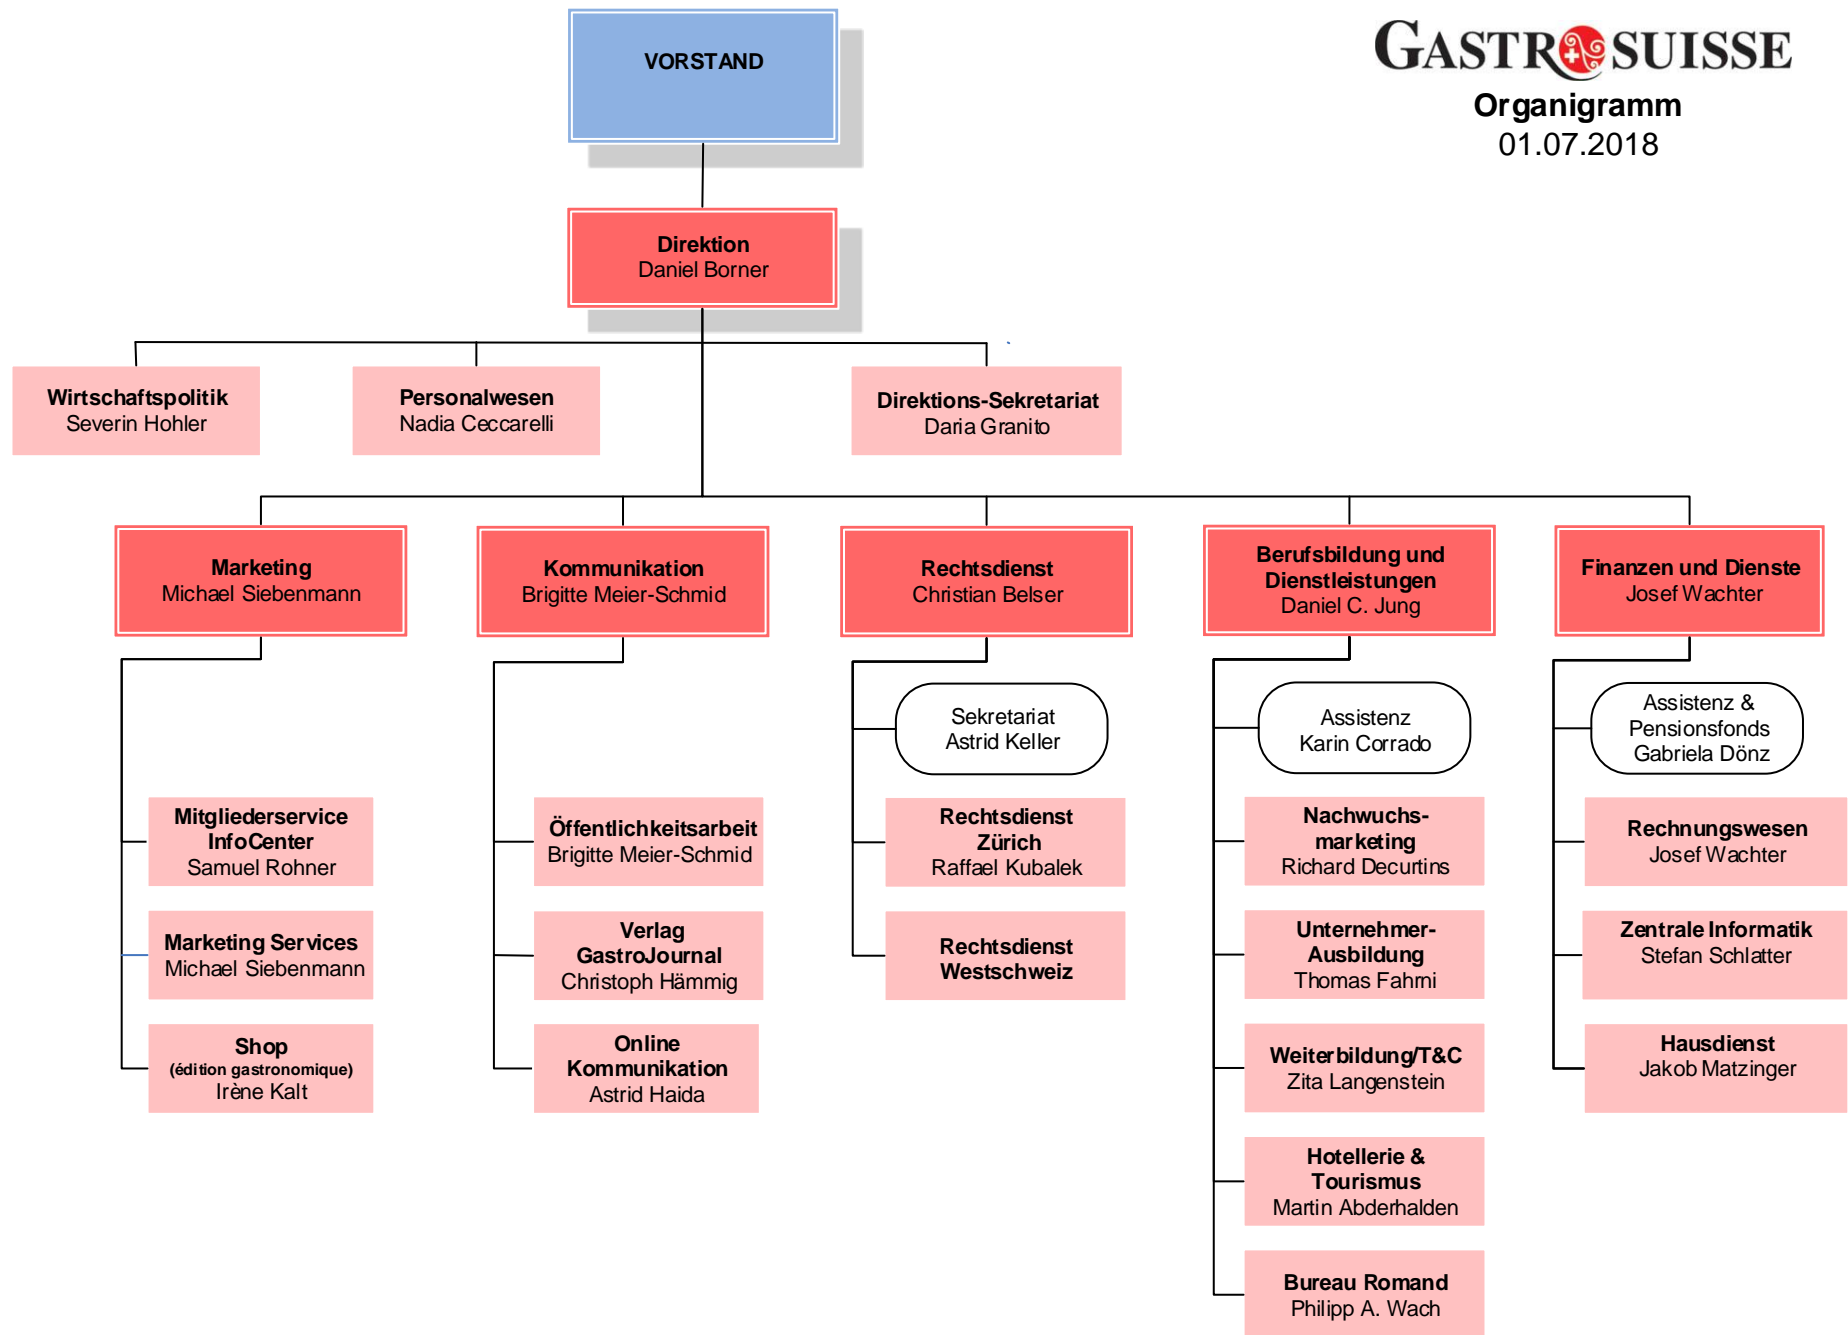 VORSTAND
GASTROSUISSE
Organigramm
01.07.2018
Direktion
Daniel Borner
Wirtschaftspolitik
Severin Hohler
Personalwesen
Nadia Ceccarelli
Direktions-Sekretariat
Daria Granito
Marketing
Michael Siebenmann
Kommunikation
Brigitte Meier-Schmid
Rechtsdienst
Christian Belser
Berufsbildung und
Dienstleistungen
Daniel C. Jung
Finanzen und Dienste
Josef Wachter
Sekretariat
Astrid Keller
Assistenz
Karin Corrado
Assistenz &
Pensionsfonds
Gabriela Dönz
Mitgliederservice
InfoCenter
Samuel Rohner
Öffentlichkeitsarbeit
Brigitte Meier-Schmid
Rechtsdienst
Zürich
Raffael Kubalek
Nachwuchs-
marketing
Richard Decurtins
Rechnungswesen
Josef Wachter
Marketing Services
Michael Siebenmann
Verlag
GastroJournal
Christoph Hämmig
Rechtsdienst
Westschweiz
Unternehmer-
Ausbildung
Thomas Fahrni
Zentrale Informatik
Stefan Schlatter
Shop
(édition gastronomique)
Irène Kalt
Online
Kommunikation
Astrid Haida
Weiterbildung/T&C
Zita Langenstein
Hausdienst
Jakob Matzinger
Hotellerie &
Tourismus
Martin Abderhalden
Bureau Romand
Philipp A. Wach